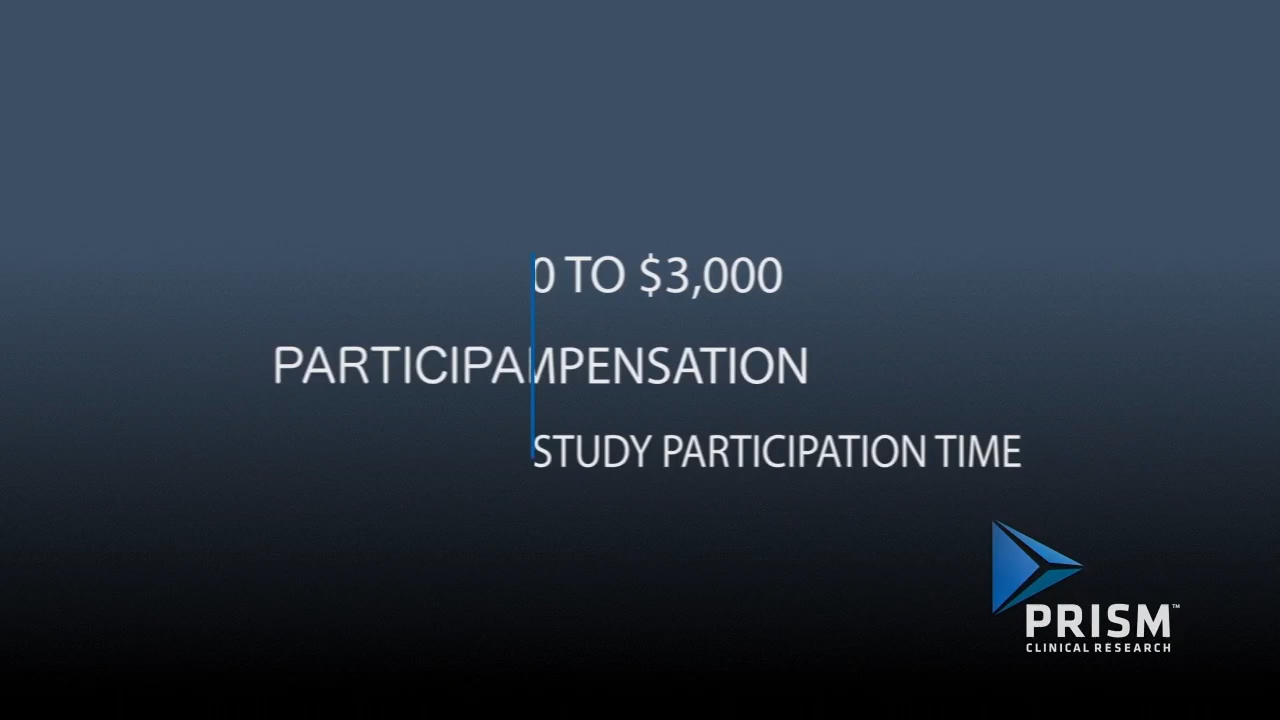 0 TO $3,000
PARTICIPAMPENSATION
STUDY PARTICIPATION TIME
PRISM™
CLINICAL RESEARCH